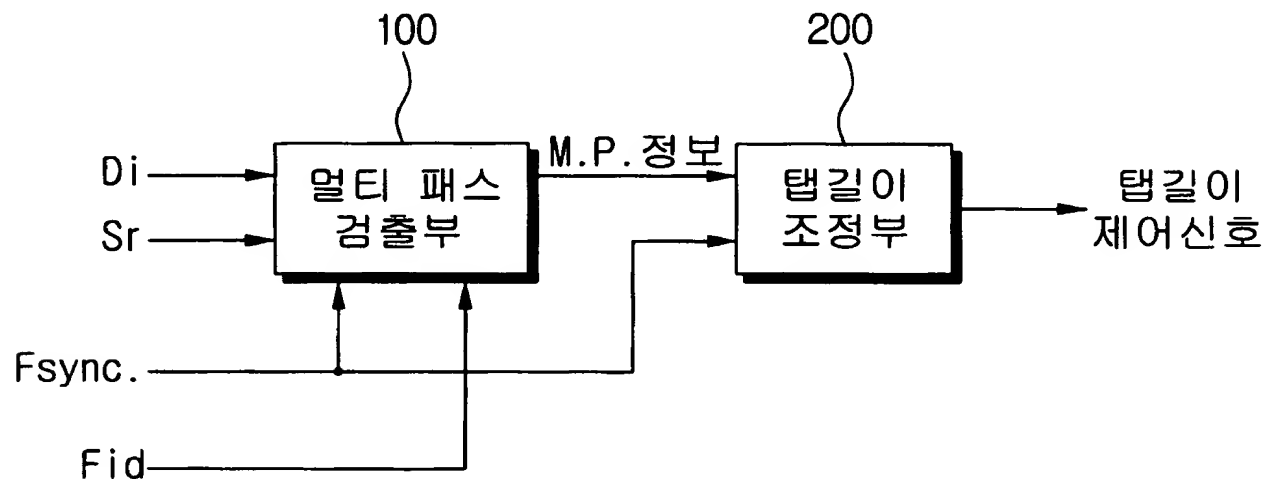 100
200
Di
Sr
멀티 패스
검출부
M.P.정보
탭길이
조정부
탭길이
제어신호
Fsync.
Fid